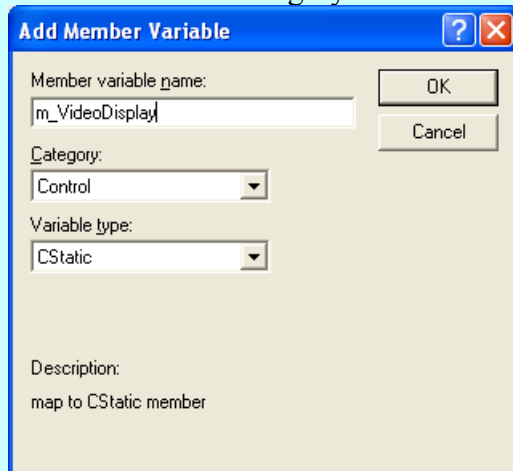 Add Member Variable
Member variable name:
OK
m_VideoDisplay
Cancel
Category:
Control
Variable type:
CStatic
Description:
map to CStatic member